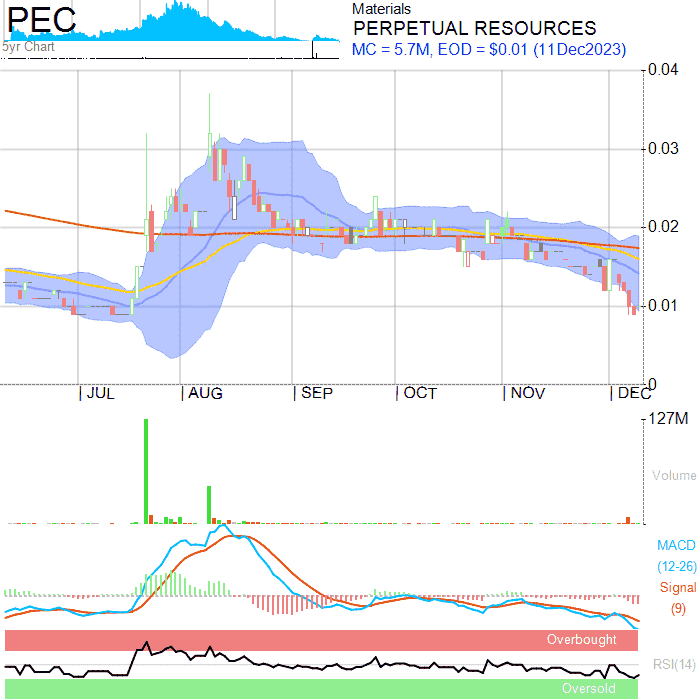 PEC
5yr Chart
Materials
PERPETUAL RESOURCES
MC = 5.7M, EOD = $0.01 (11Dec2023)
0.04
0.03
0.02
0.01
0
JUL AUG SEP OCT NOV DEC
127M
Volume
MACD
(12-26)
Signal
(9)
Overbought
RSI(14)
Oversold